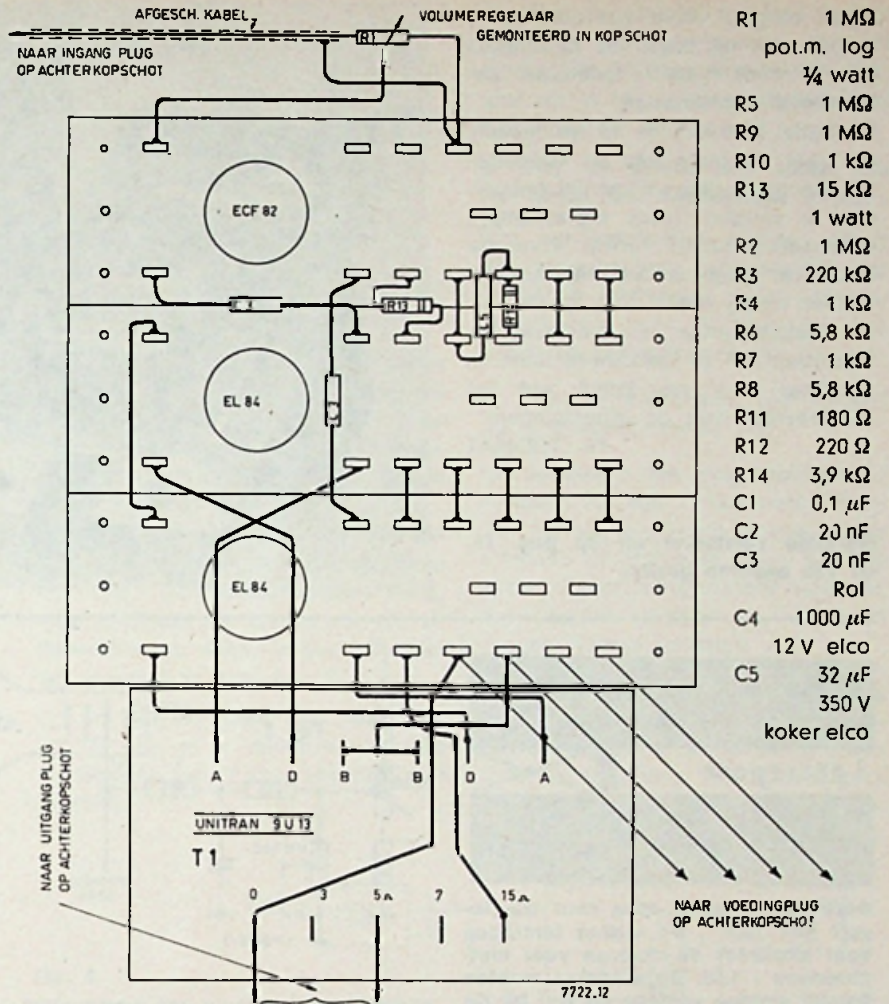 AFGESCH. KABEL
R1
VOLUMEREGELAAR
GEMONTEERD IN KOPSCHOT
NAAR INGANG PLUG
OP ACHTERKOPSCHOT
ECF 82
R13
EL 84
EL 84
A
D
B
B
D
A
UNITRAN 9U13
T1
0
3
5Ω
7
15Ω
NAAR UITGANGPLUG
OP ACHTERKOPSCHOT
NAAR VOEDINGPLUG
OP ACHTERKOPSCHOT
7722.12
R1 1 MΩ
pot.m. log
¼ watt
R5 1 MΩ
R9 1 MΩ
R10 1 kΩ
R13 15 kΩ
1 watt
R2 1 MΩ
R3 220 kΩ
R4 1 kΩ
R6 5,8 kΩ
R7 1 kΩ
R8 5,8 kΩ
R11 180 Ω
R12 220 Ω
R14 3,9 kΩ
C1 0,1 µF
C2 20 nF
C3 20 nF
Rol
C4 1000 µF
12 V elco
C5 32 µF
350 V
koker elco